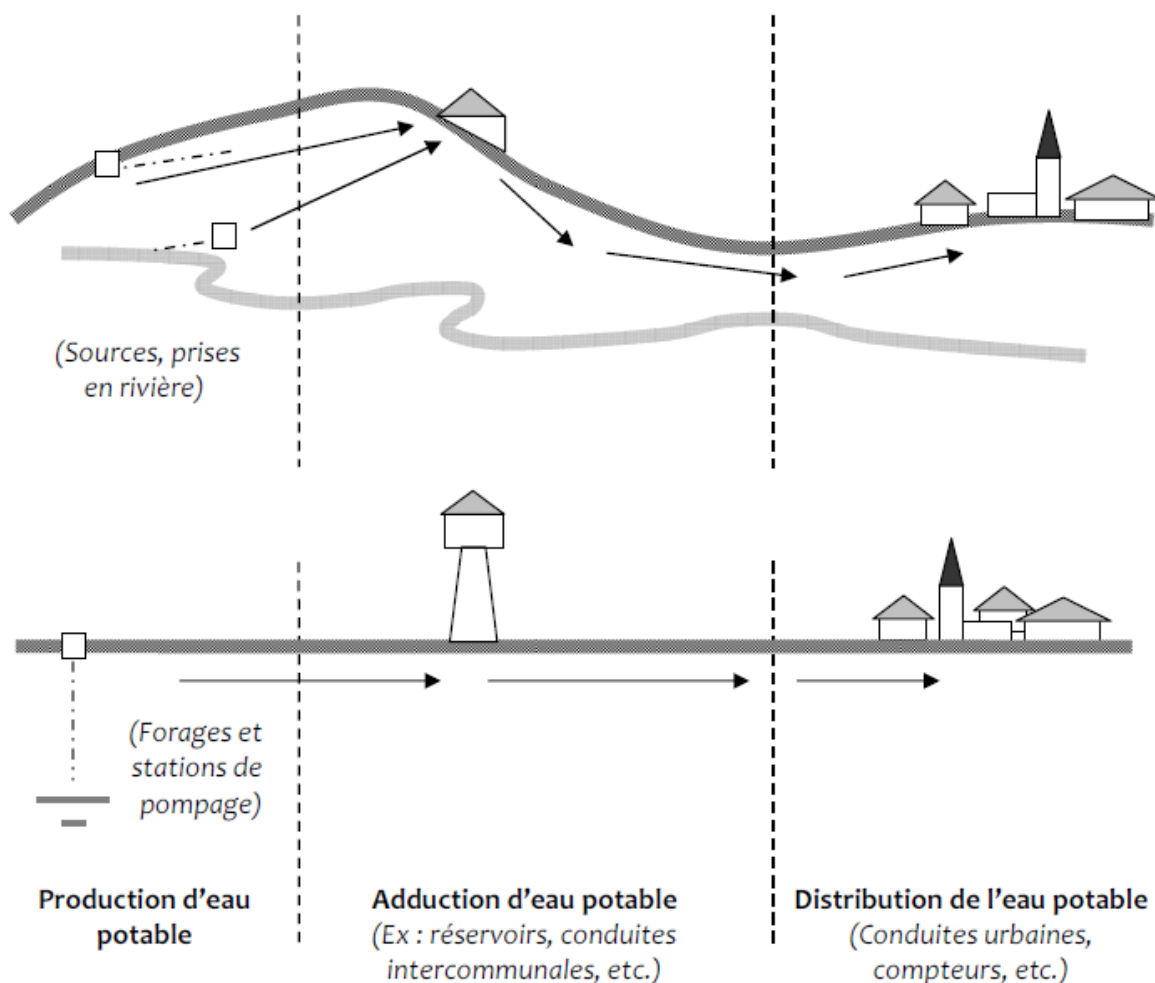 (Sources, prises
en rivière)
(Forages et
stations de
pompage)
Production d’eau
potable
Adduction d’eau potable
(Ex : réservoirs, conduites
intercommunales, etc.)
Distribution de l’eau potable
(Conduites urbaines,
compteurs, etc.)